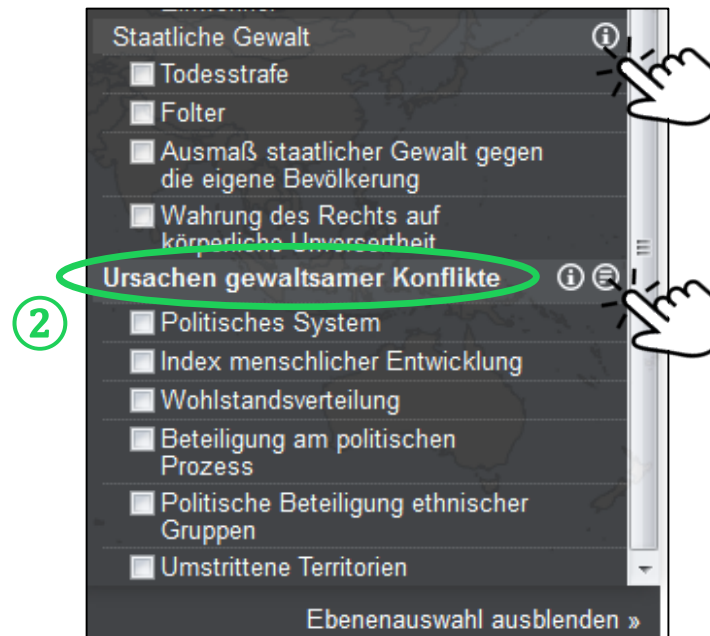 Staatliche Gewalt
Todesstrafe
Folter
Ausmaß staatlicher Gewalt gegen
die eigene Bevölkerung
Wahrung des Rechts auf
körperliche Unversertheit
Ursachen gewaltsamer Konflikte
②
Politisches System
Index menschlicher Entwicklung
Wohlstandsverteilung
Beteiligung am politischen
Prozess
Politische Beteiligung ethnischer
Gruppen
Umstrittene Territorien
Ebenenauswahl ausblenden »